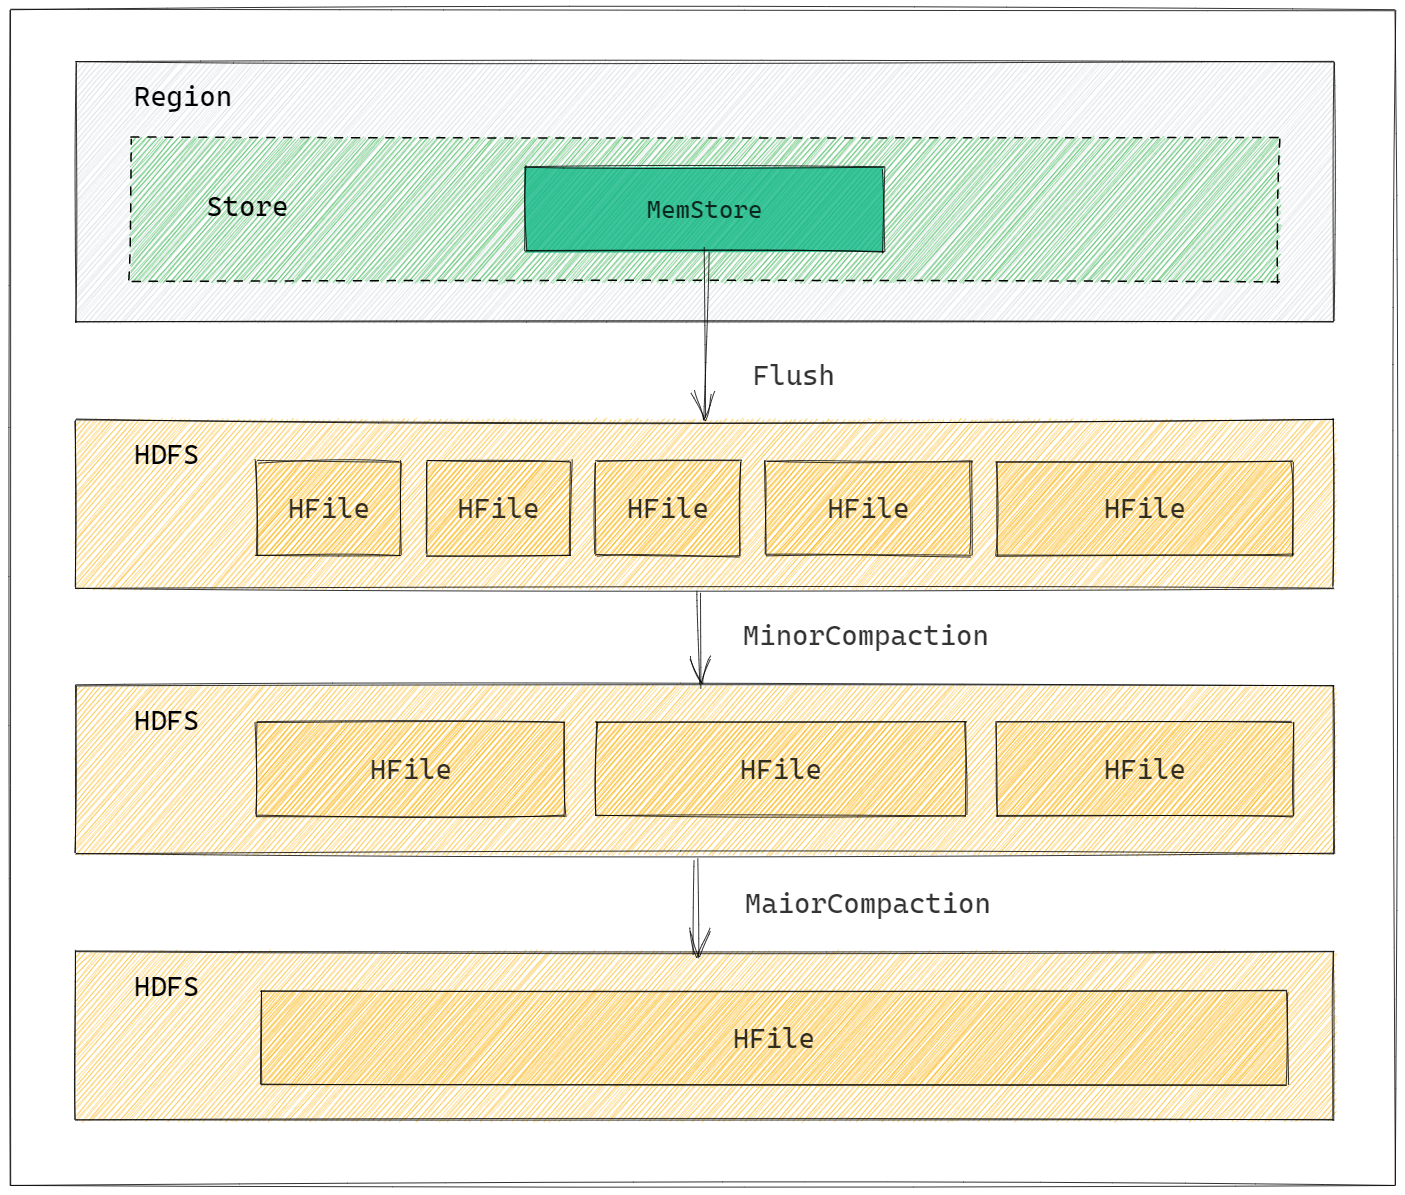 Region
Store
MemStore
Flush
HDFS
HFile
HFile
HFile
HFile
HFile
MinorCompaction
HDFS
HFile
HFile
HFile
MaiorCompaction
HDFS
HFile